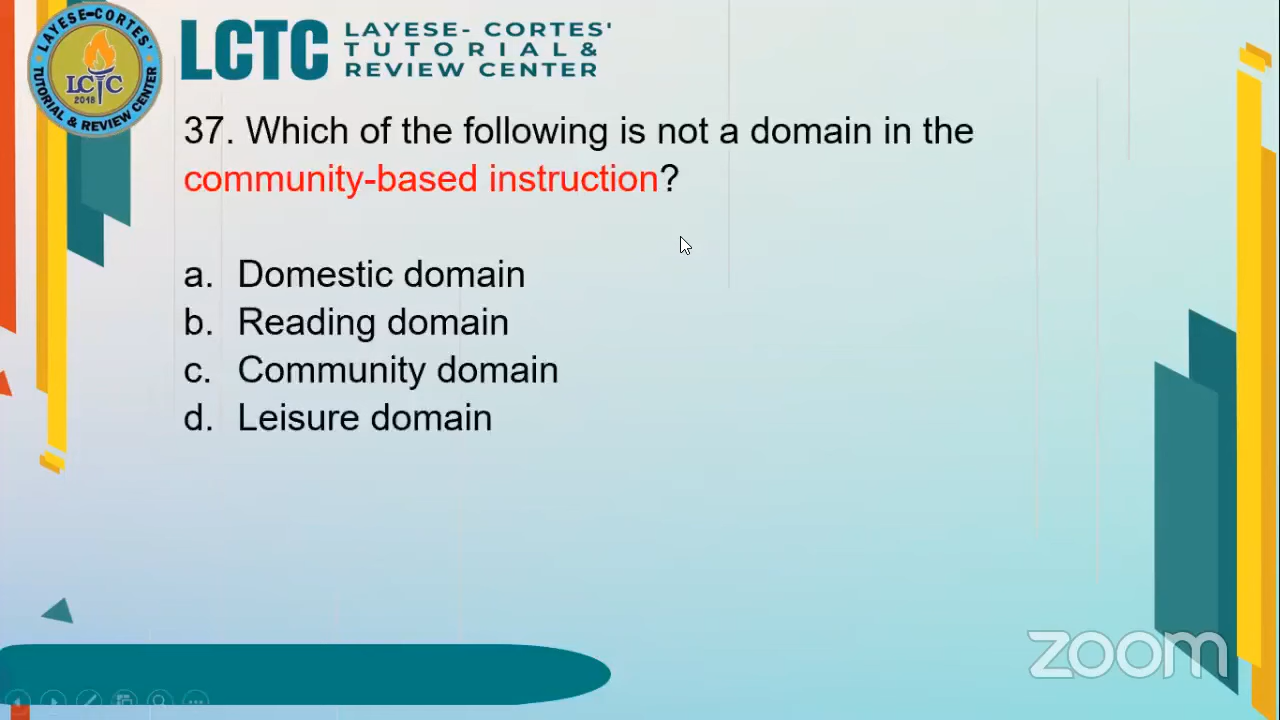 LAYESE-CORTES'
LCTC
2018
TUTORIAL & REVIEW CENTER
LCTC
LAYESE- CORTES'
TUTORIAL &
REVIEW CENTER
37. Which of the following is not a domain in the
community-based instruction?
a. Domestic domain
b. Reading domain
c. Community domain
d. Leisure domain
zoom